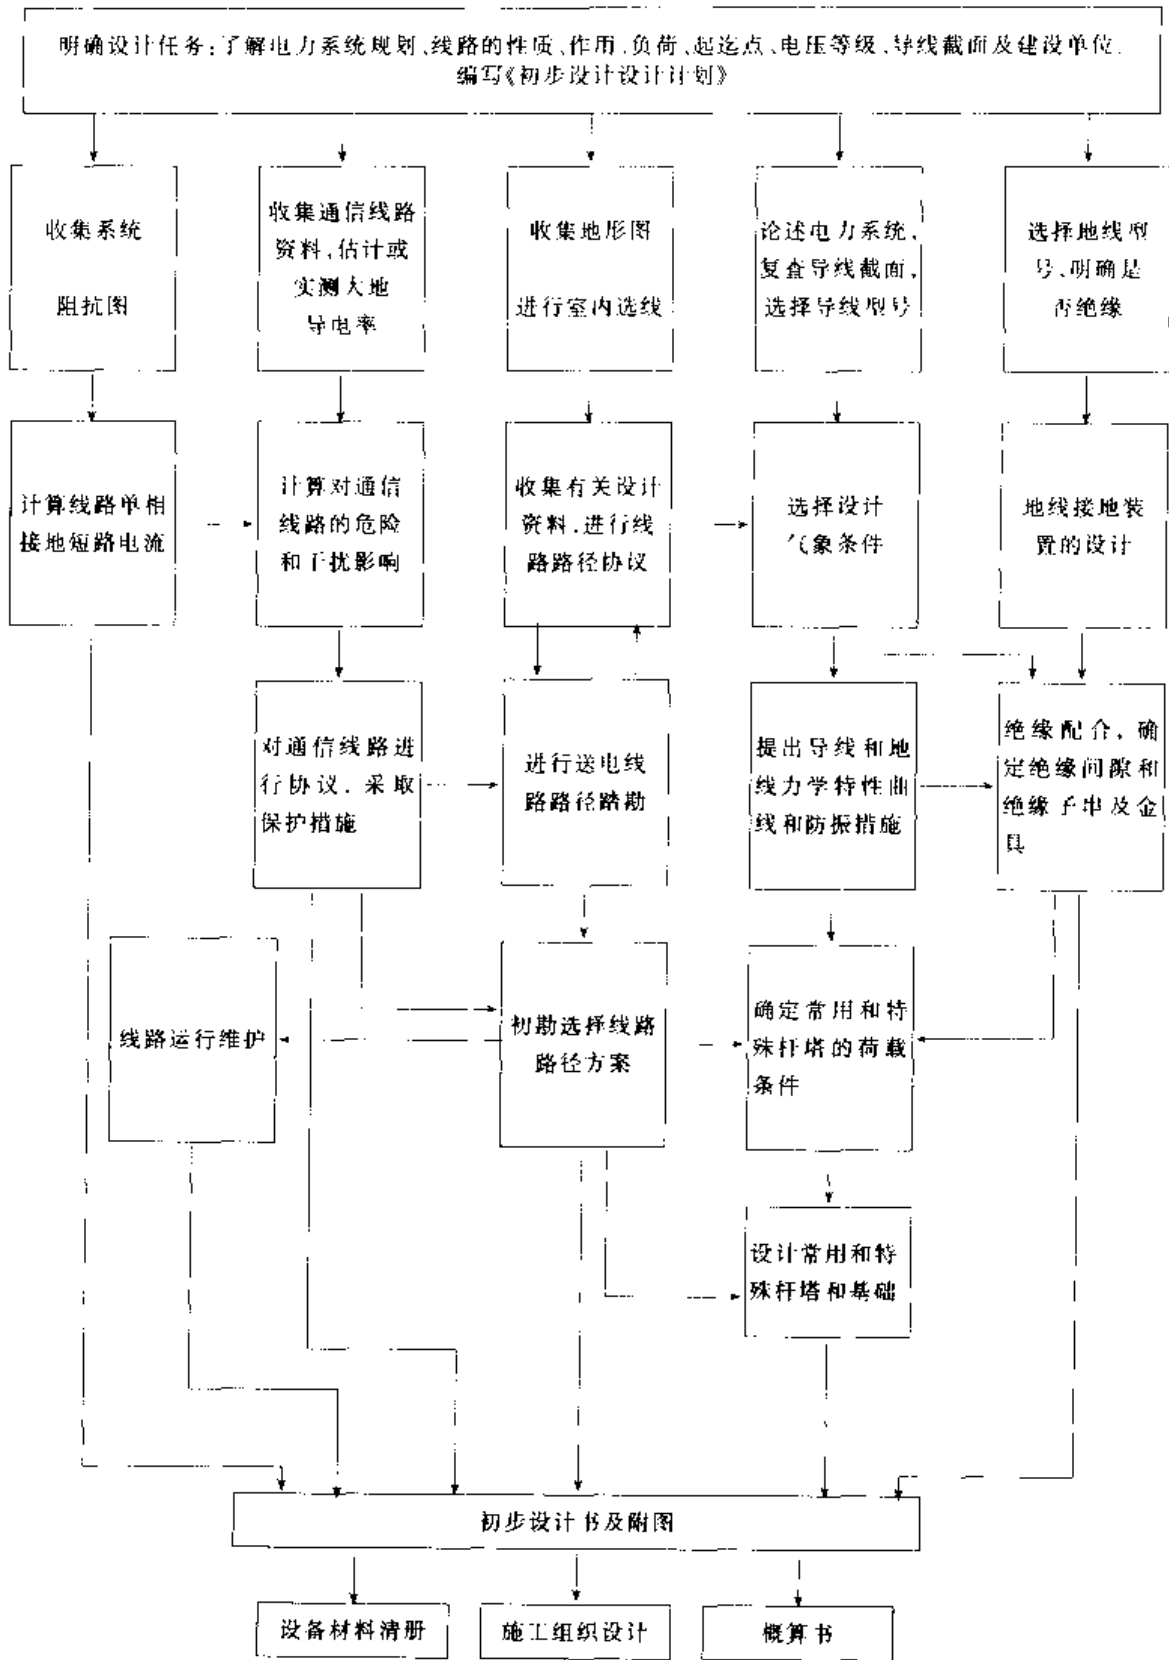 明确设计任务:了解电力系统规划、线路的性质、作用、负荷、起迄点、电压等级、导线截面及建设单位,
编写《初步设计设计计划》
收集系统
阻抗图
收集通信线路
资料,估计或
实测大地
导电率
收集地形图
进行室内选线
论述电力系统,
复查导线截面,
选择导线型号
选择地线型
号、明确是
否绝缘
计算线路单相
接地短路电流
计算对通信
线路的危险
和干扰影响
收集有关设计
资料,进行线
路路径协议
选择设计
气象条件
地线接地装
置的设计
对通信线路进
行协议,采取
保护措施
进行送电线
路路径踏勘
提出导线和地
线力学特性曲
线和防振措施
绝缘配合,确
定绝缘间隙和
绝缘子串及金
具
线路运行维护
初勘选择线路
路径方案
确定常用和特
殊杆塔的荷载
条件
设计常用和特
殊杆塔和基础
初步设计书及附图
设备材料清册
施工组织设计
概算书